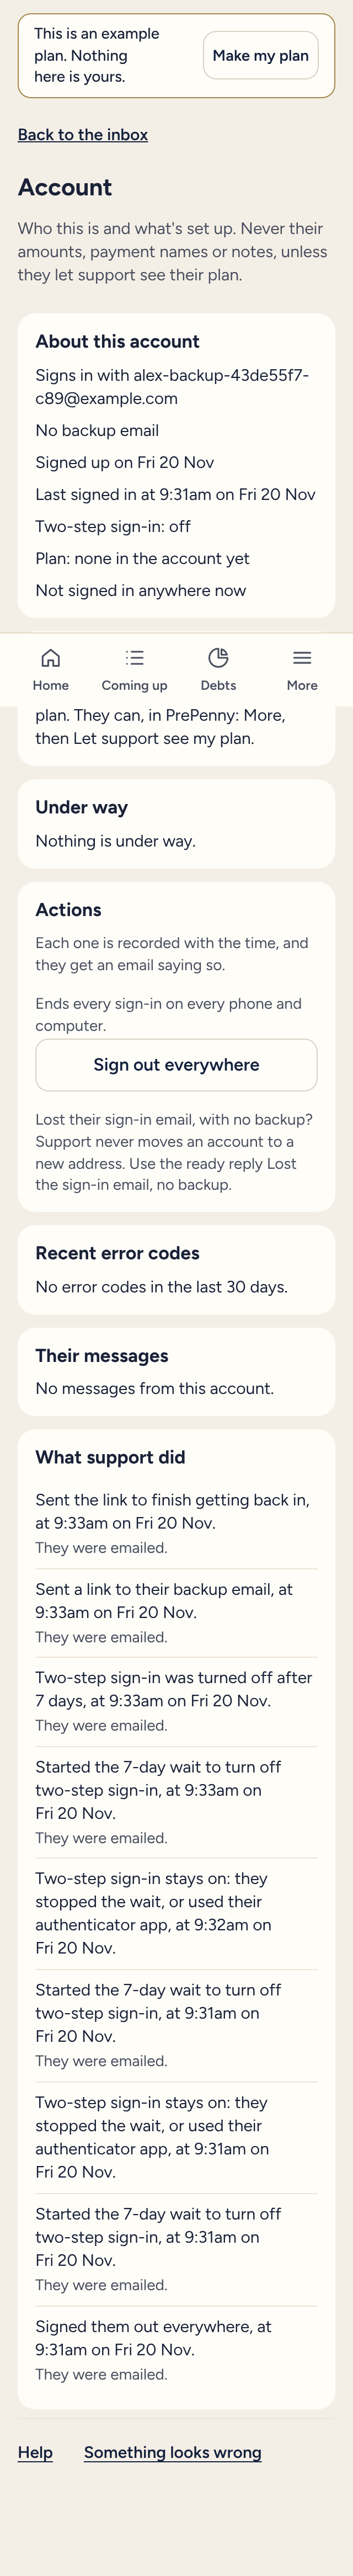 This is an example
plan. Nothing
here is yours.
Make my plan
Back to the inbox
Account
Who this is and what's set up. Never their
amounts, payment names or notes, unless
they let support see their plan.
About this account
Signs in with alex-backup-43de55f7-
c89@example.com
No backup email
Signed up on Fri 20 Nov
Last signed in at 9:31am on Fri 20 Nov
Two-step sign-in: off
Plan: none in the account yet
Not signed in anywhere now
Home
Coming up
Debts
More
plan. They can, in PrePenny: More,
then Let support see my plan.
Under way
Nothing is under way.
Actions
Each one is recorded with the time, and
they get an email saying so.
Ends every sign-in on every phone and
computer.
Sign out everywhere
Lost their sign-in email, with no backup?
Support never moves an account to a
new address. Use the ready reply Lost
the sign-in email, no backup.
Recent error codes
No error codes in the last 30 days.
Their messages
No messages from this account.
What support did
Sent the link to finish getting back in,
at 9:33am on Fri 20 Nov.
They were emailed.
Sent a link to their backup email, at
9:33am on Fri 20 Nov.
They were emailed.
Two-step sign-in was turned off after
7 days, at 9:33am on Fri 20 Nov.
They were emailed.
Started the 7-day wait to turn off
two-step sign-in, at 9:33am on
Fri 20 Nov.
They were emailed.
Two-step sign-in stays on: they
stopped the wait, or used their
authenticator app, at 9:32am on
Fri 20 Nov.
Started the 7-day wait to turn off
two-step sign-in, at 9:31am on
Fri 20 Nov.
They were emailed.
Two-step sign-in stays on: they
stopped the wait, or used their
authenticator app, at 9:31am on
Fri 20 Nov.
Started the 7-day wait to turn off
two-step sign-in, at 9:31am on
Fri 20 Nov.
They were emailed.
Signed them out everywhere, at
9:31am on Fri 20 Nov.
They were emailed.
Help
Something looks wrong